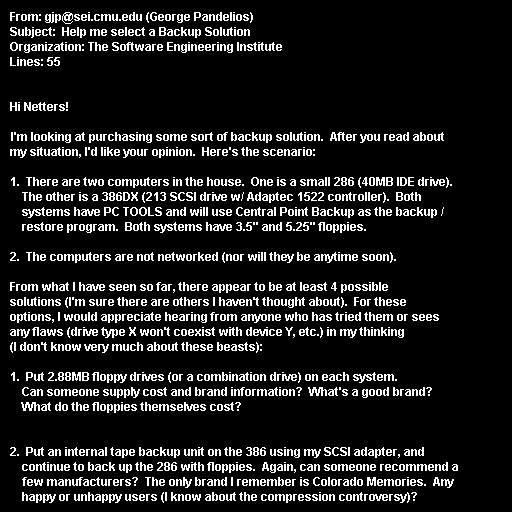 From: gjp@sei.cmu.edu (George Pandelios)
Subject:  Help me select a Backup Solution
Organization: The Software Engineering Institute
Lines: 55
Hi Netters!
I'm looking at purchasing some sort of backup solution.  After you read about
my situation, I'd like your opinion.  Here's the scenario:
1.  There are two computers in the house.  One is a small 286 (40MB IDE drive).
The other is a 386DX (213 SCSI drive w/ Adaptec 1522 controller).  Both
systems have PC TOOLS and will use Central Point Backup as the backup /
restore program.  Both systems have 3.5" and 5.25" floppies.
2.  The computers are not networked (nor will they be anytime soon).
From what I have seen so far, there appear to be at least 4 possible
solutions (I'm sure there are others I haven't thought about).  For these
options, I would appreciate hearing from anyone who has tried them or sees
any flaws (drive type X won't coexist with device Y, etc.) in my thinking
(I don't know very much about these beasts):
1.  Put 2.88MB floppy drives (or a combination drive) on each system.
Can someone supply cost and brand information?  What's a good brand?
What do the floppies themselves cost?
2.  Put an internal tape backup unit on the 386 using my SCSI adapter, and
continue to back up the 286 with floppies.  Again, can someone recommend a
few manufacturers?  The only brand I remember is Colorado Memories.  Any
happy or unhappy users (I know about the compression controversy)?